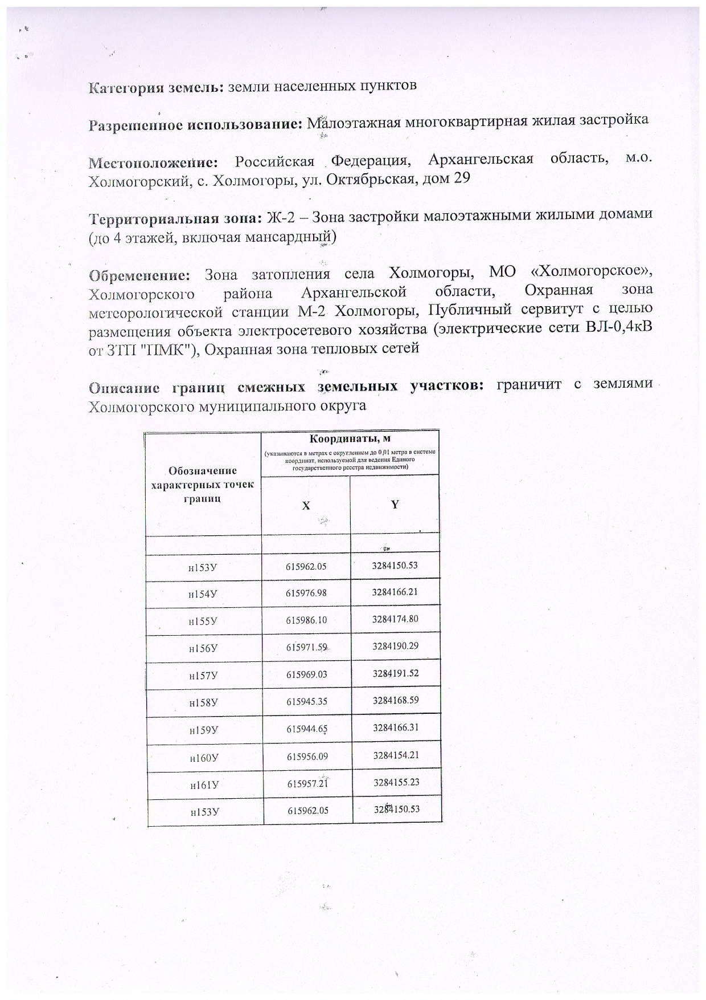 Категория земель: земли населенных пунктов
Разрешенное использование: Малоэтажная многоквартирная жилая застройка
Местоположение: Российская Федерация, Архангельская область, м.о.
Холмогорский, с. Холмогоры, ул. Октябрьская, дом 29
Территориальная зона: Ж-2 – Зона застройки малоэтажными жилыми домами
(до 4 этажей, включая мансардный)
Обременение: Зона затопления села Холмогоры, МО «Холмогорское»,
Холмогорского района Архангельской области, Охранная зона
метеорологической станции М-2 Холмогоры, Публичный сервитут с целью
размещения объекта электросетевого хозяйства (электрические сети ВЛ-0,4кВ
от ЗТП "ПМК"), Охранная зона тепловых сетей
Описание границ смежных земельных участков: граничит с землями
Холмогорского муниципального округа
Обозначение
характерных точек
границ
Координаты, м
(указываются в метрах с округлением до 0,01 метра в системе
координат, используемой для ведения Единого
государственного реестра недвижимости)
X Y
н153У 615962.05 3284150.53
н154У 615976.98 3284166.21
н155У 615986.10 3284174.80
н156У 615971.59 3284190.29
н157У 615969.03 3284191.52
н158У 615945.35 3284168.59
н159У 615944.65 3284166.31
н160У 615956.09 3284154.21
н161У 615957.21 3284155.23
н153У 615962.05 3284150.53